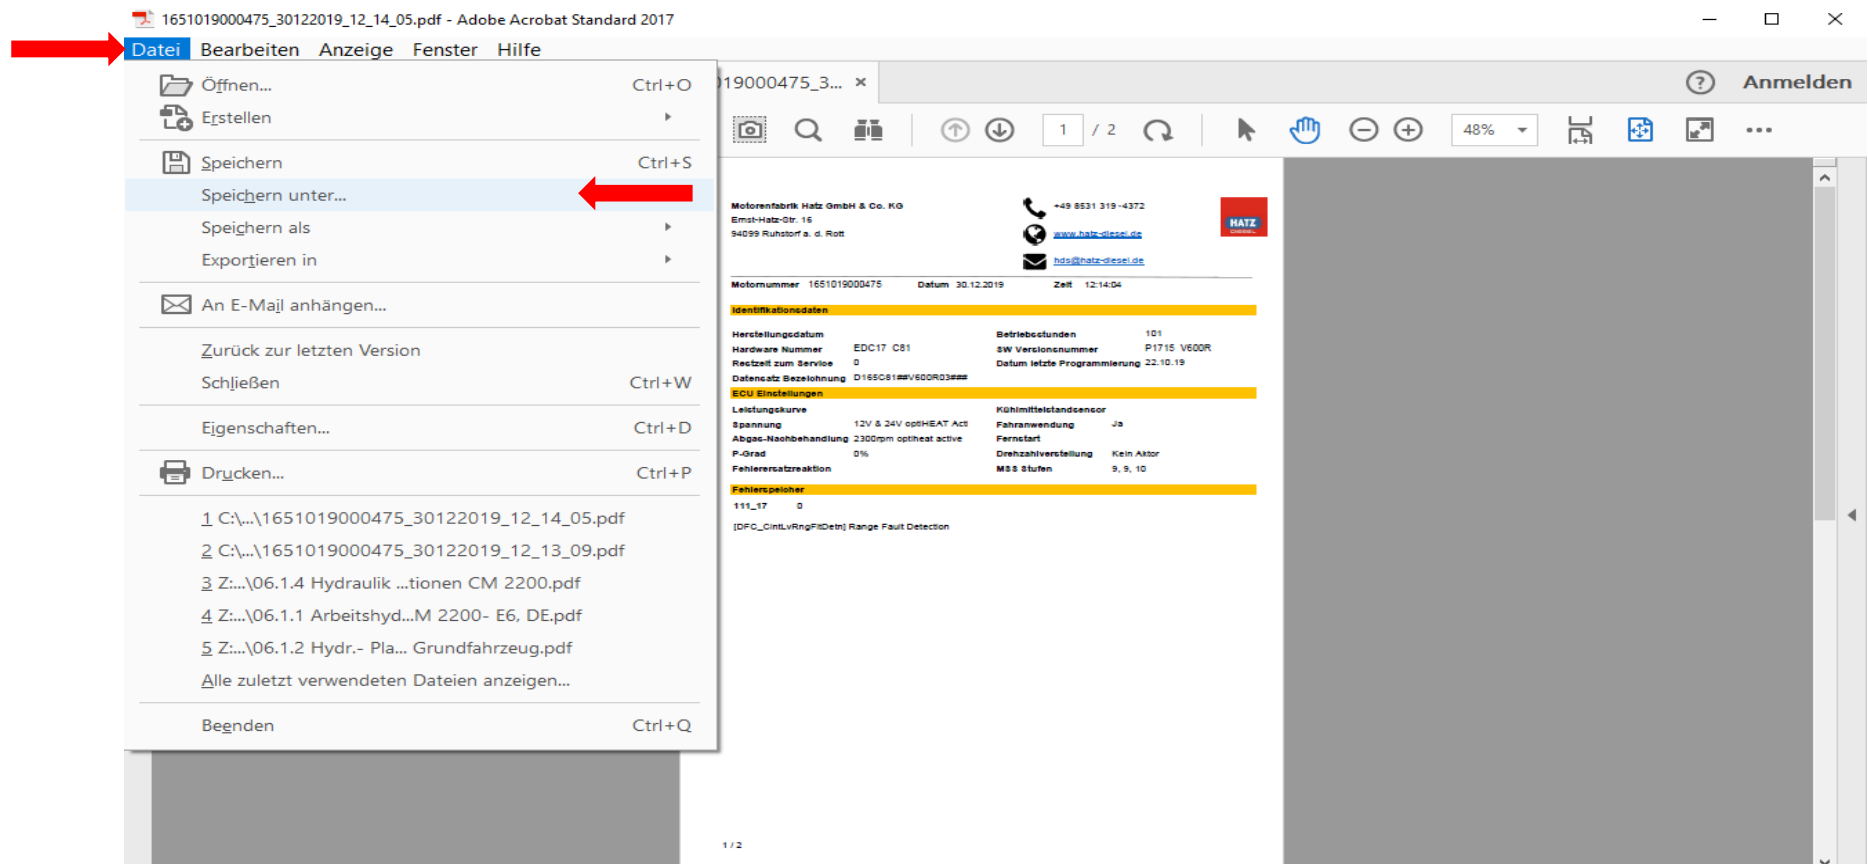 1651019000475_30122019_12_14_05.pdf - Adobe Acrobat Standard 2017
Datei Bearbeiten Anzeige Fenster Hilfe
Öffnen... Ctrl+O
Erstellen
Speichern Ctrl+S
Speichern unter...
Speichern als
Exportieren in
An E-Mail anhängen...
Zurück zur letzten Version
Schließen Ctrl+W
Eigenschaften... Ctrl+D
Drucken... Ctrl+P
1 C:\...\1651019000475_30122019_12_14_05.pdf
2 C:\...\1651019000475_30122019_12_13_09.pdf
3 Z:...\06.1.4 Hydraulik ...tionen CM 2200.pdf
4 Z:...\06.1.1 Arbeitshyd...M 2200- E6, DE.pdf
5 Z:...\06.1.2 Hydr.- Pla... Grundfahrzeug.pdf
Alle zuletzt verwendeten Dateien anzeigen...
Beenden Ctrl+Q
19000475_3... ×
? Anmelden
1 / 2 48%
Motorenfabrik Hatz GmbH & Co. KG
Ernst-Hatz-Str. 16
94099 Ruhstorf a. d. Rott
+49 8531 319-4372
www.hatz-diesel.de
hds@hatz-diesel.de
HATZ
DIESEL
Motornummer 1651019000475 Datum 30.12.2019 Zeit 12:14:04
Identifikationsdaten
Herstellungsdatum Betriebsstunden 101
Hardware Nummer EDC17 C81 SW Versionsnummer P1715 V600R
Restzeit zum Service 0 Datum letzte Programmierung 22.10.19
Datensatz Bezeichnung D165C81##V600R03###
ECU Einstellungen
Leistungskurve Kühlmittelstandsensor
Spannung 12V & 24V optiHEAT Acti Fahranwendung Ja
Abgas-Nachbehandlung 2300rpm optiheat active Fernstart
P-Grad 0% Drehzahlverstellung Kein Aktor
Fehlerersatzreaktion MSS Stufen 9, 9, 10
Fehlerspeicher
111_17 0
[DFC_ClntLvRngFltDetn] Range Fault Detection
1 / 2